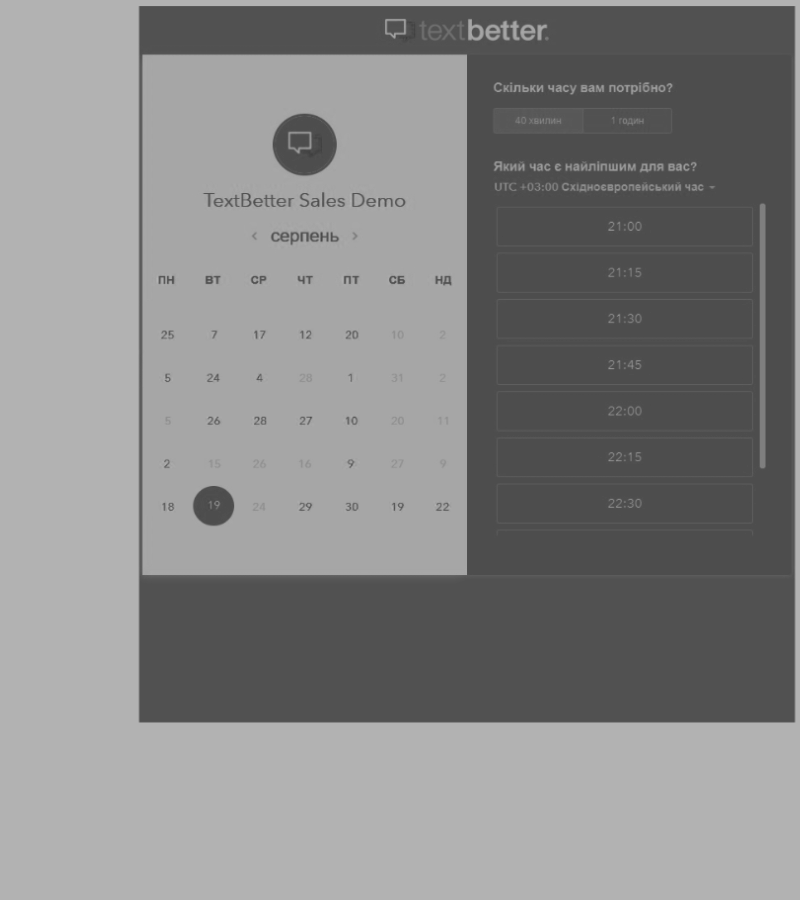 textbetter.
TextBetter Sales Demo
‹ серпень ›
ПН ВТ СР ЧТ ПТ СБ НД
25 7 17 12 20 10 2
5 24 4 28 1 31 2
5 26 28 27 10 20 11
2 15 26 16 9 27 9
18 19 24 29 30 19 22
Скільки часу вам потрібно?
40 хвилин 1 годин
Який час є найліпшим для вас?
UTC +03:00 Східноєвропейський час
21:00
21:15
21:30
21:45
22:00
22:15
22:30